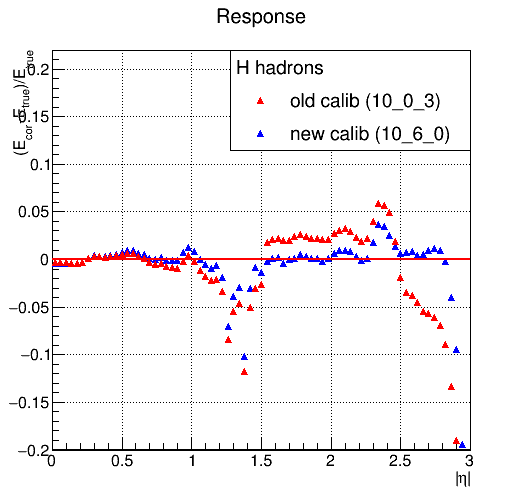 Response
(E_cor-E_true)/E_true
H hadrons
old calib (10_0_3)
new calib (10_6_0)
0.2
0.15
0.1
0.05
0
−0.05
−0.1
−0.15
−0.2
0 0.5 1 1.5 2 2.5 3
|η|